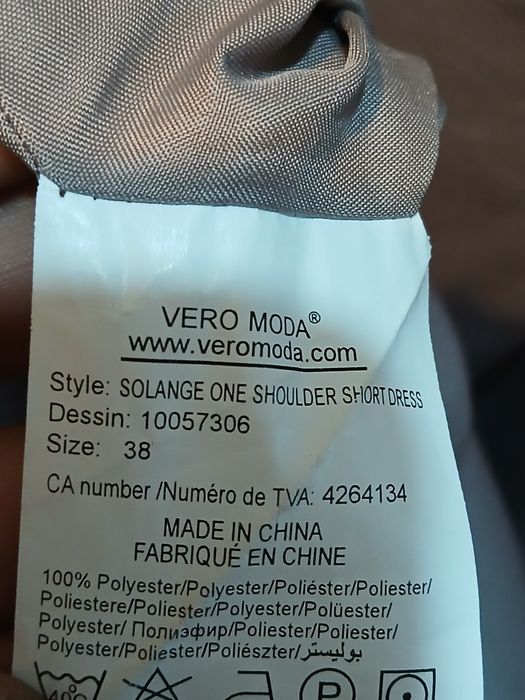 VERO MODA®
www.veromoda.com
Style: SOLANGE ONE SHOULDER SHORT DRESS
Dessin: 10057306
Size: 38
CA number /Numéro de TVA: 4264134
MADE IN CHINA
FABRIQUÉ EN CHINE
100% Polyester/Polyester/Poliéster/Poliester/
Poliestere/Poliester/Polyester/Polüester/
Polyester/ Полиэфир/Poliester/Poliester/
Polyester/Poliester/Poliészter/بوليستر
40°C
P